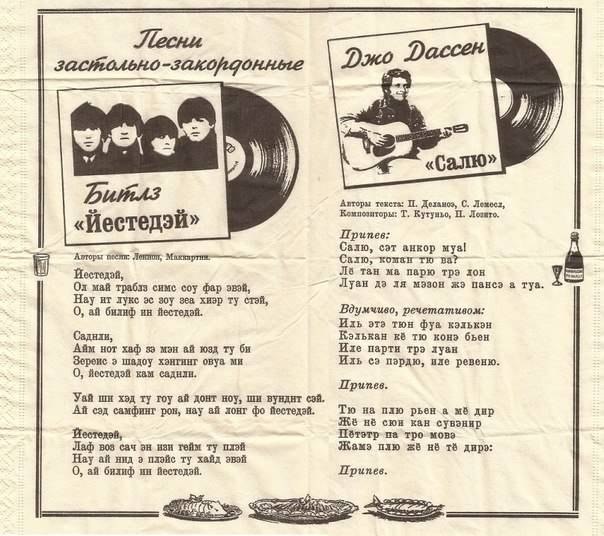 Песни
застольно-закордонные
Битлз
«Йестедэй»
Авторы песни: Леннон, Маккартни.
Йестедэй,
Ол май траблз симс соу фар эвэй,
Нау ит лукс эс зоу зеа хиэр ту стэй,
О, ай билиф ин йестедэй.
Саднли,
Айм нот хаф зэ мэн ай юзд ту би
Зереис э шадоу хэнгинг овуа ми
О, йестедэй кам саднли.
Уай ши хэд ту гоу ай донт ноу, ши вундит сэй.
Ай сэд самфинг рон, нау ай лонг фо йестедэй.
Йестедэй,
Лаф воз сач эн изи гейм ту плэй
Нау ай нид э плэйс ту хайд эвэй
О, ай билиф ин йестедэй.
Джо Дассен
«Салю»
Авторы текста: П. Деланоэ, С. Лемесл,
Композиторы: Т. Кутуньо, П. Лозито.
Припев:
Салю, сэт анкор муа!
Салю, коман тю ва?
Лё тан ма парю трэ лон
Луан дэ ля мэзон жэ пансэ а туа.
Вдумчиво, речетативом:
Иль этэ тюн фуа кэлькэн
Кэлькан кё тю конэ бьен
Иле парти трэ луан
Иль сэ пэрдю, иле ревеню.
Припев.
Тю на плю рьен а мё дир
Жё нё сюи кан сувэнир
Пётэтр па тро мовэ
Жамэ плю жё нё тё дирэ:
Припев.